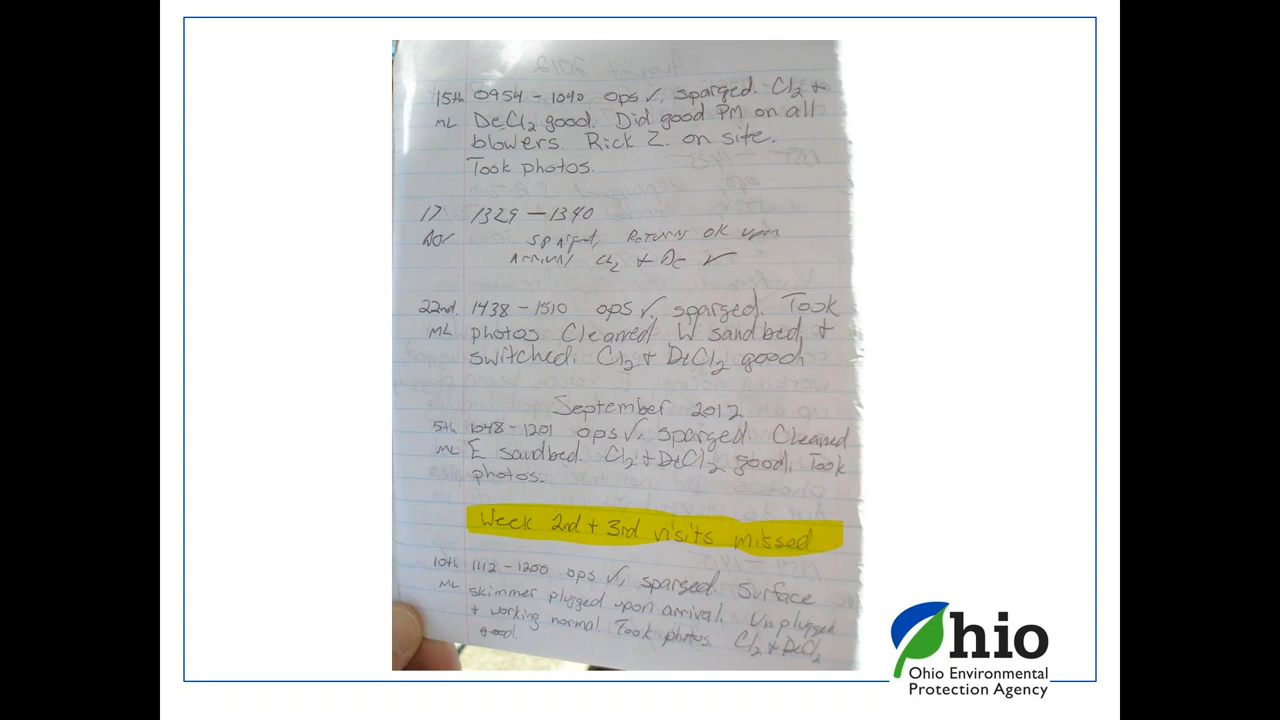 15th 0954 - 1040 ops ✓, sparged. Cl2 +
ML DeCl2 good. Did good PM on all
blowers. Rick Z. on site.
Took photos.
17 1329 - 1340
sparged, Returns ok upon
arrival Cl2 + De ✓
22nd. 1438 - 1510 ops ✓, sparged. Took
ML photos Cleaned W sandbed, +
switched. Cl2 + DeCl2 good,
September 2012
5th 1048 - 1201 ops ✓, sparged. Cleaned
ML E sandbed. Cl2 + DeCl2 good. Took
photos.
Week 2nd + 3rd visits missed
10th 1112 - 1200 ops ✓, sparged. Surface
ML skimmer plugged upon arrival. Unplugged
+ working normal. Took photos. Cl2 + DeCl2
good.
Ohio
Ohio Environmental
Protection Agency